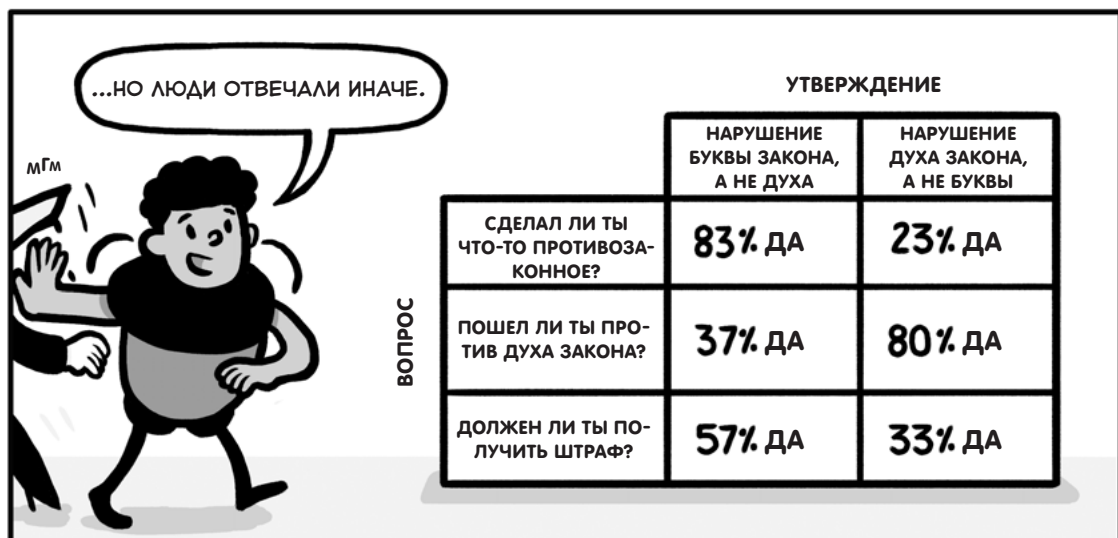 ...НО ЛЮДИ ОТВЕЧАЛИ ИНАЧЕ.
МГМ
УТВЕРЖДЕНИЕ
НАРУШЕНИЕ
БУКВЫ ЗАКОНА,
А НЕ ДУХА
НАРУШЕНИЕ
ДУХА ЗАКОНА,
А НЕ БУКВЫ
ВОПРОС
СДЕЛАЛ ЛИ ТЫ
ЧТО-ТО ПРОТИВОЗА-
КОННОЕ?
83% ДА
23% ДА
ПОШЕЛ ЛИ ТЫ ПРО-
ТИВ ДУХА ЗАКОНА?
37% ДА
80% ДА
ДОЛЖЕН ЛИ ТЫ ПО-
ЛУЧИТЬ ШТРАФ?
57% ДА
33% ДА